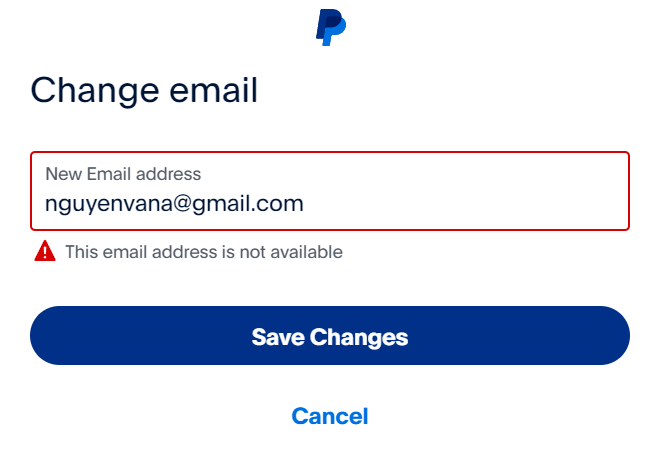 Change email
New Email address
nguyenvana@gmail.com
This email address is not available
Save Changes
Cancel